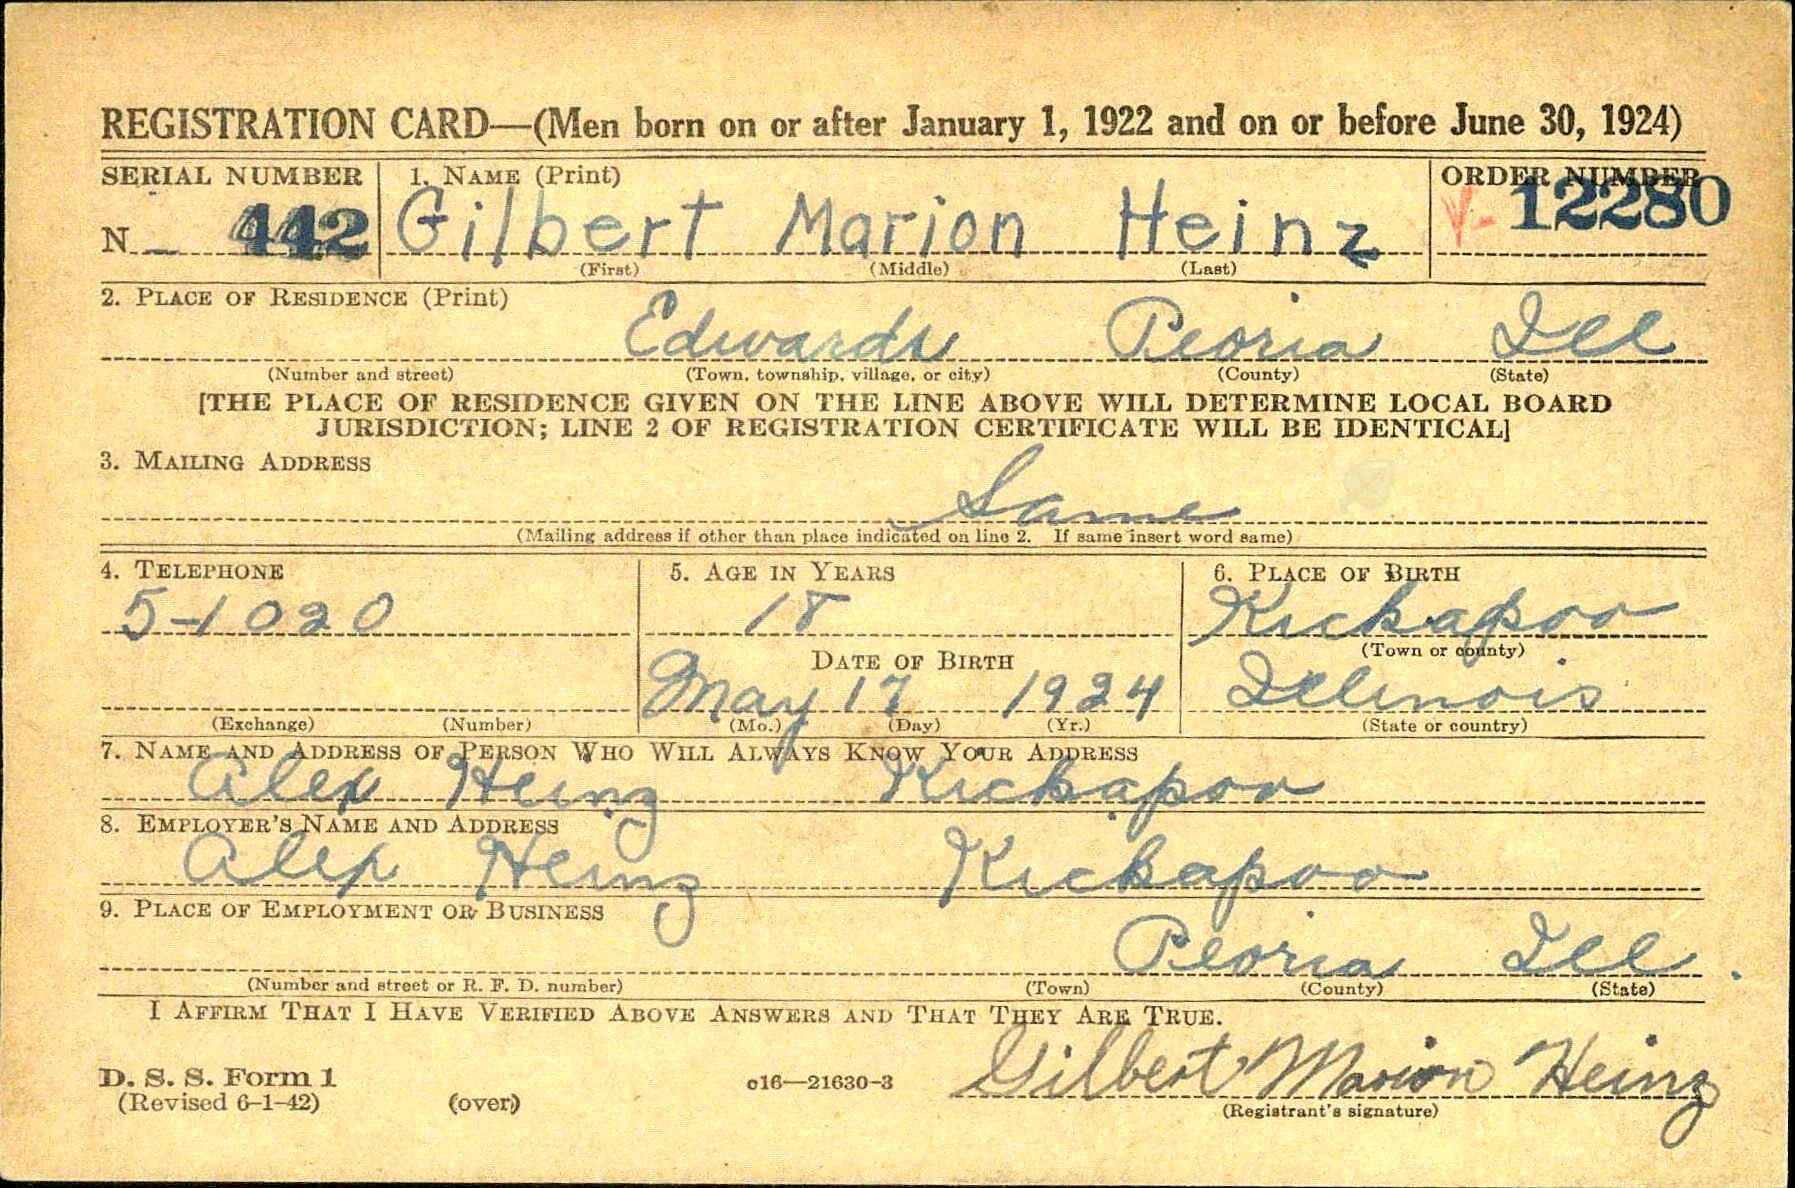 REGISTRATION CARD—(Men born on or after January 1, 1922 and on or before June 30, 1924)
SERIAL NUMBER 1. NAME (Print) ORDER NUMBER
N — 442 Gilbert Marion Heinz 12280
(First) (Middle) (Last)
2. PLACE OF RESIDENCE (Print)
Edwards Peoria Ill
(Number and street) (Town, township, village, or city) (County) (State)
[THE PLACE OF RESIDENCE GIVEN ON THE LINE ABOVE WILL DETERMINE LOCAL BOARD
JURISDICTION; LINE 2 OF REGISTRATION CERTIFICATE WILL BE IDENTICAL]
3. MAILING ADDRESS
Same
(Mailing address if other than place indicated on line 2. If same insert word same)
4. TELEPHONE 5. AGE IN YEARS 6. PLACE OF BIRTH
5-1020 18 Kickapoo
(Town or county)
DATE OF BIRTH
May 17 1924 Illinois
(Exchange) (Number) (Mo.) (Day) (Yr.) (State or country)
7. NAME AND ADDRESS OF PERSON WHO WILL ALWAYS KNOW YOUR ADDRESS
Alex Heinz Kickapoo
8. EMPLOYER'S NAME AND ADDRESS
Alex Heinz Kickapoo
9. PLACE OF EMPLOYMENT OR BUSINESS
Peoria Ill.
(Number and street or R. F. D. number) (Town) (County) (State)
I AFFIRM THAT I HAVE VERIFIED ABOVE ANSWERS AND THAT THEY ARE TRUE.
Gilbert Marion Heinz
D. S. S. Form 1 c16—21630-3
(Revised 6-1-42) (over) (Registrant's signature)